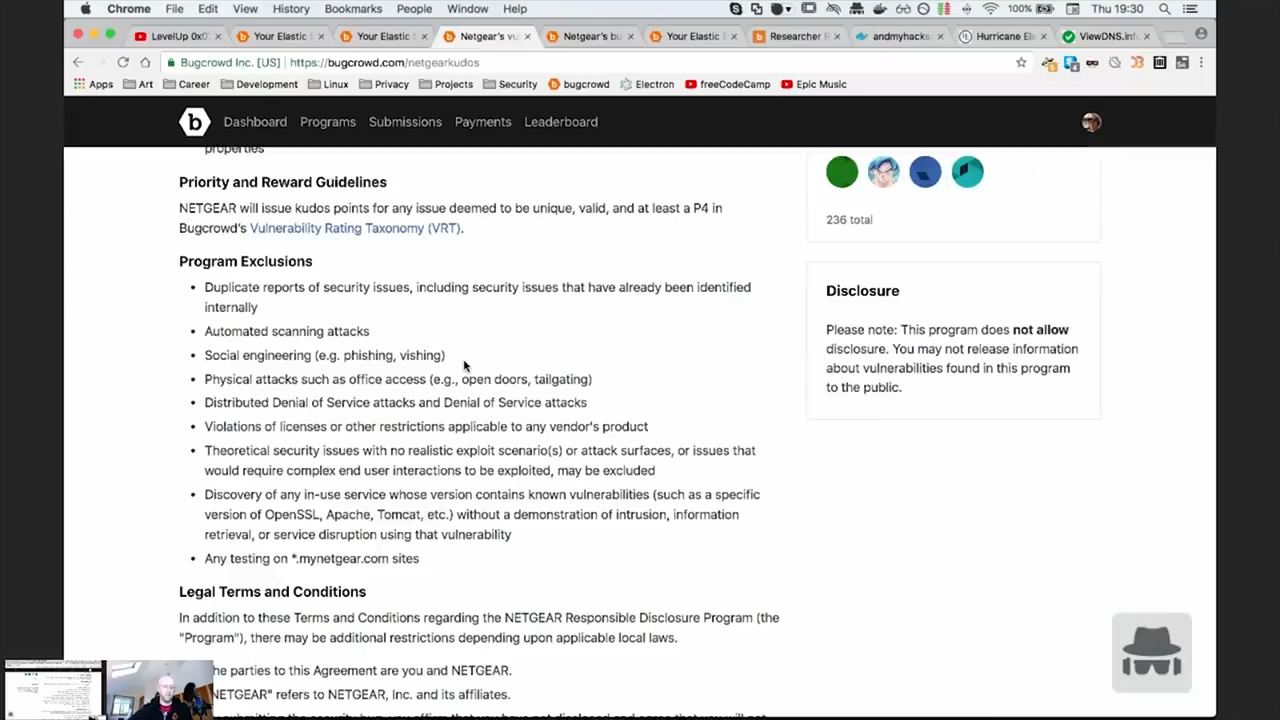 Chrome File Edit View History Bookmarks People Window Help 100% Thu 19:30
LevelUp 0x0 Your Elastic Your Elastic Netgear's vu Netgear's bu Your Elastic Researcher R andmyhacks Hurricane Ele ViewDNS.info
Bugcrowd Inc. [US] | https://bugcrowd.com/netgearkudos
Apps Art Career Development Linux Privacy Projects Security bugcrowd Electron freeCodeCamp Epic Music
b Dashboard Programs Submissions Payments Leaderboard
properties
Priority and Reward Guidelines
NETGEAR will issue kudos points for any issue deemed to be unique, valid, and at least a P4 in
Bugcrowd's Vulnerability Rating Taxonomy (VRT).
Program Exclusions
• Duplicate reports of security issues, including security issues that have already been identified
internally
• Automated scanning attacks
• Social engineering (e.g. phishing, vishing)
• Physical attacks such as office access (e.g., open doors, tailgating)
• Distributed Denial of Service attacks and Denial of Service attacks
• Violations of licenses or other restrictions applicable to any vendor's product
• Theoretical security issues with no realistic exploit scenario(s) or attack surfaces, or issues that
would require complex end user interactions to be exploited, may be excluded
• Discovery of any in-use service whose version contains known vulnerabilities (such as a specific
version of OpenSSL, Apache, Tomcat, etc.) without a demonstration of intrusion, information
retrieval, or service disruption using that vulnerability
• Any testing on *.mynetgear.com sites
Legal Terms and Conditions
In addition to these Terms and Conditions regarding the NETGEAR Responsible Disclosure Program (the
"Program"), there may be additional restrictions depending upon applicable local laws.
he parties to this Agreement are you and NETGEAR.
NETGEAR" refers to NETGEAR, Inc. and its affiliates.
236 total
Disclosure
Please note: This program does not allow
disclosure. You may not release information
about vulnerabilities found in this program
to the public.